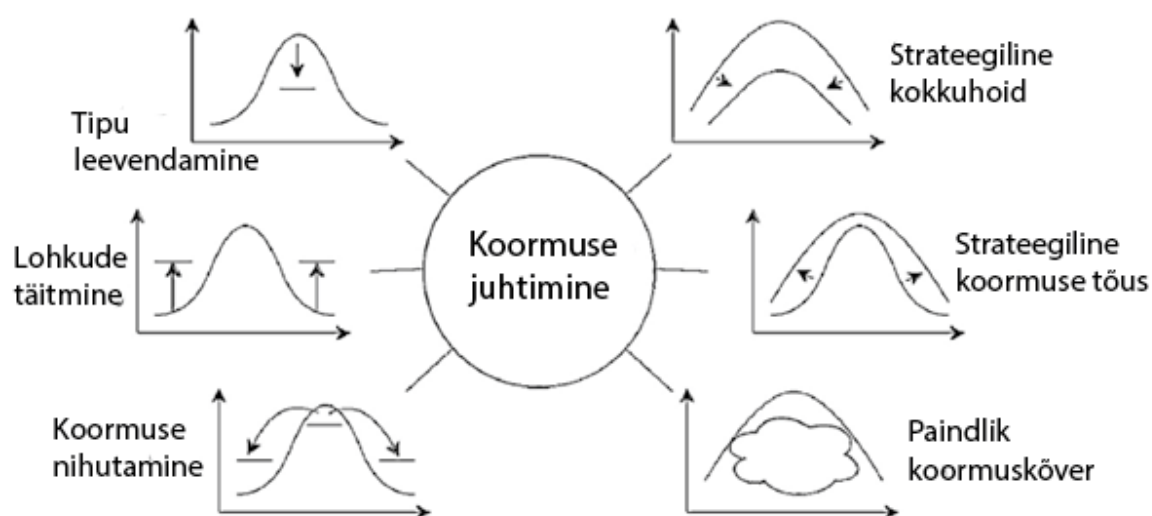 Tipu
leevendamine
Strateegiline
kokkuhoid
Lohkude
täitmine
Koormuse
juhtimine
Strateegiline
koormuse tõus
Koormuse
nihutamine
Paindlik
koormuskõver